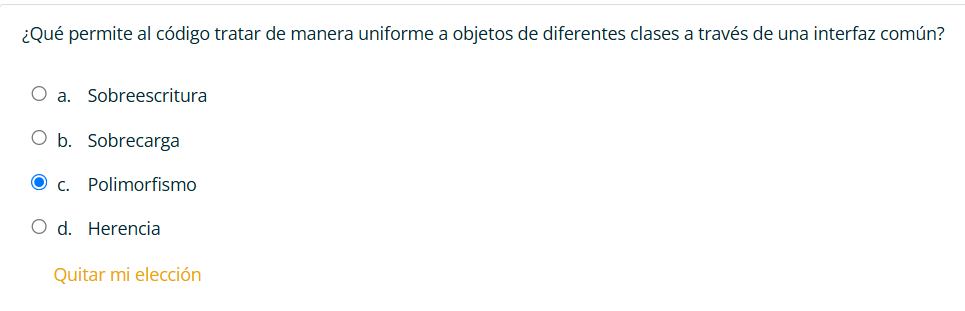 ¿Qué permite al código tratar de manera uniforme a objetos de diferentes clases a través de una interfaz común?
a. Sobreescritura
b. Sobrecarga
c. Polimorfismo
d. Herencia
Quitar mi elección